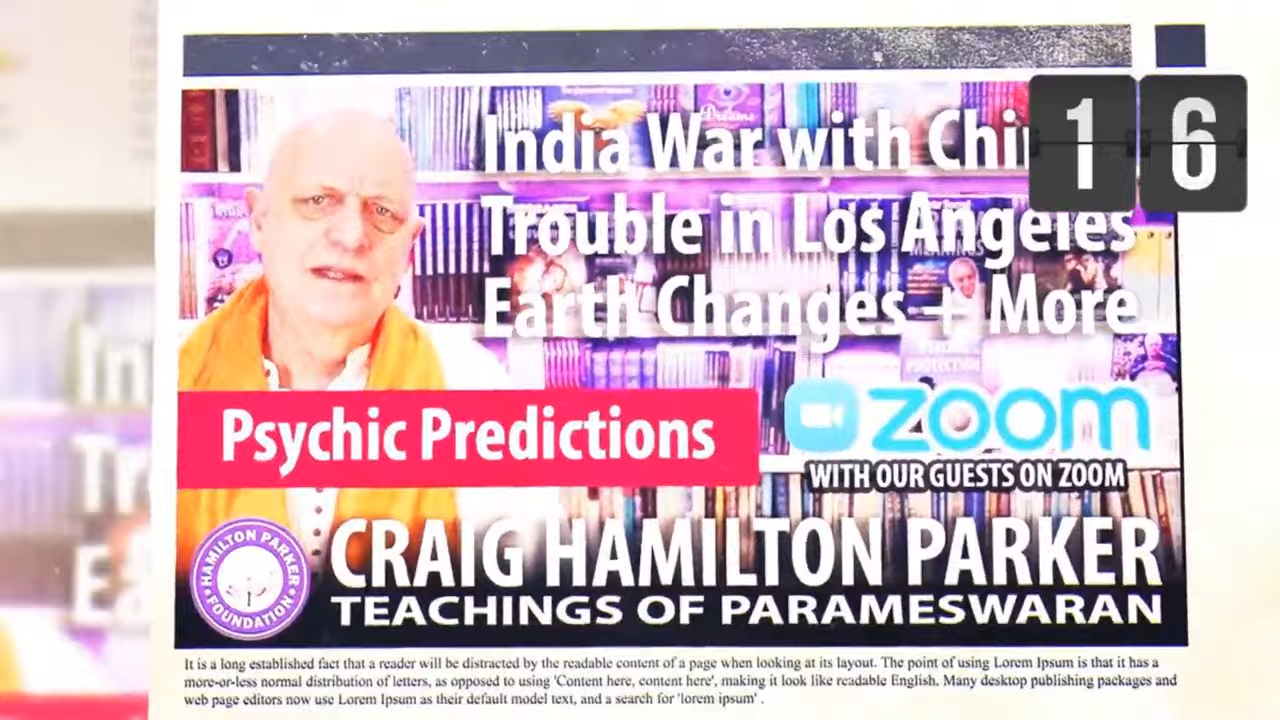 India War with Chi
16
Trouble in Los Angeles
Earth Changes + More
Psychic Predictions
zoom
WITH OUR GUESTS ON ZOOM
HAMILTON PARKER
FOUNDATION
CRAIG HAMILTON PARKER
TEACHINGS OF PARAMESWARAN
It is a long established fact that a reader will be distracted by the readable content of a page when looking at its layout. The point of using Lorem Ipsum is that it has a
more-or-less normal distribution of letters, as opposed to using 'Content here, content here', making it look like readable English. Many desktop publishing packages and
web page editors now use Lorem Ipsum as their default model text, and a search for 'lorem ipsum' .